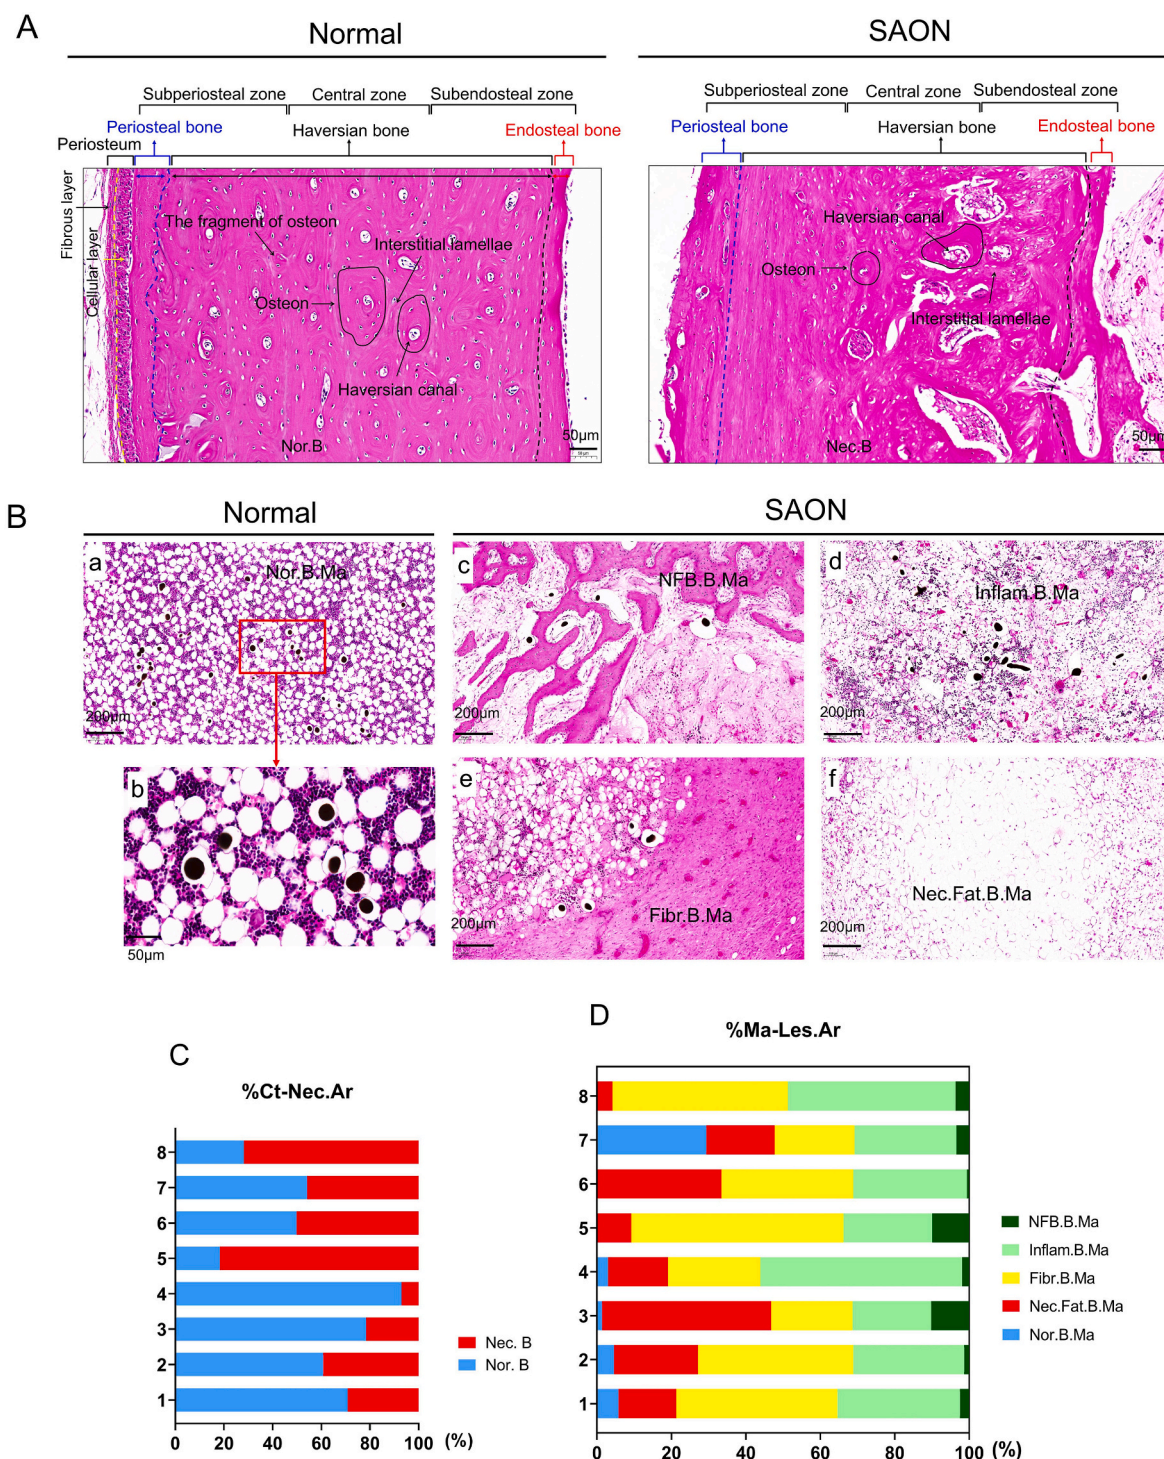 A
Normal
SAON
Subperiosteal zone
Central zone
Subendosteal zone
Periosteal bone
Haversian bone
Endosteal bone
Periosteum
Fibrous layer
Cellular layer
The fragment of osteon
Interstitial lamellae
Osteon
Haversian canal
Nor.B
50μm
Subperiosteal zone
Central zone
Subendosteal zone
Periosteal bone
Haversian bone
Endosteal bone
Haversian canal
Osteon
Interstitial lamellae
Nec.B
50μm
B
Normal
SAON
a
Nor.B.Ma
200μm
b
50μm
c
NFB.B.Ma
200μm
d
Inflam.B.Ma
200μm
e
Fibr.B.Ma
200μm
f
Nec.Fat.B.Ma
200μm
C
%Ct-Nec.Ar
8
7
6
5
4
3
2
1
0 20 40 60 80 100 (%)
Nec. B
Nor. B
D
%Ma-Les.Ar
8
7
6
5
4
3
2
1
0 20 40 60 80 100 (%)
NFB.B.Ma
Inflam.B.Ma
Fibr.B.Ma
Nec.Fat.B.Ma
Nor.B.Ma